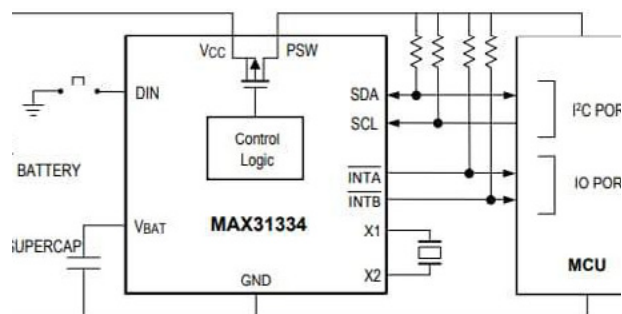 VCC
PSW
DIN
SDA
SCL
I²C POR
Control
Logic
BATTERY
INTA
INTB
IO POR
VBAT
MAX31334
X1
UPERCAP
X2
GND
MCU